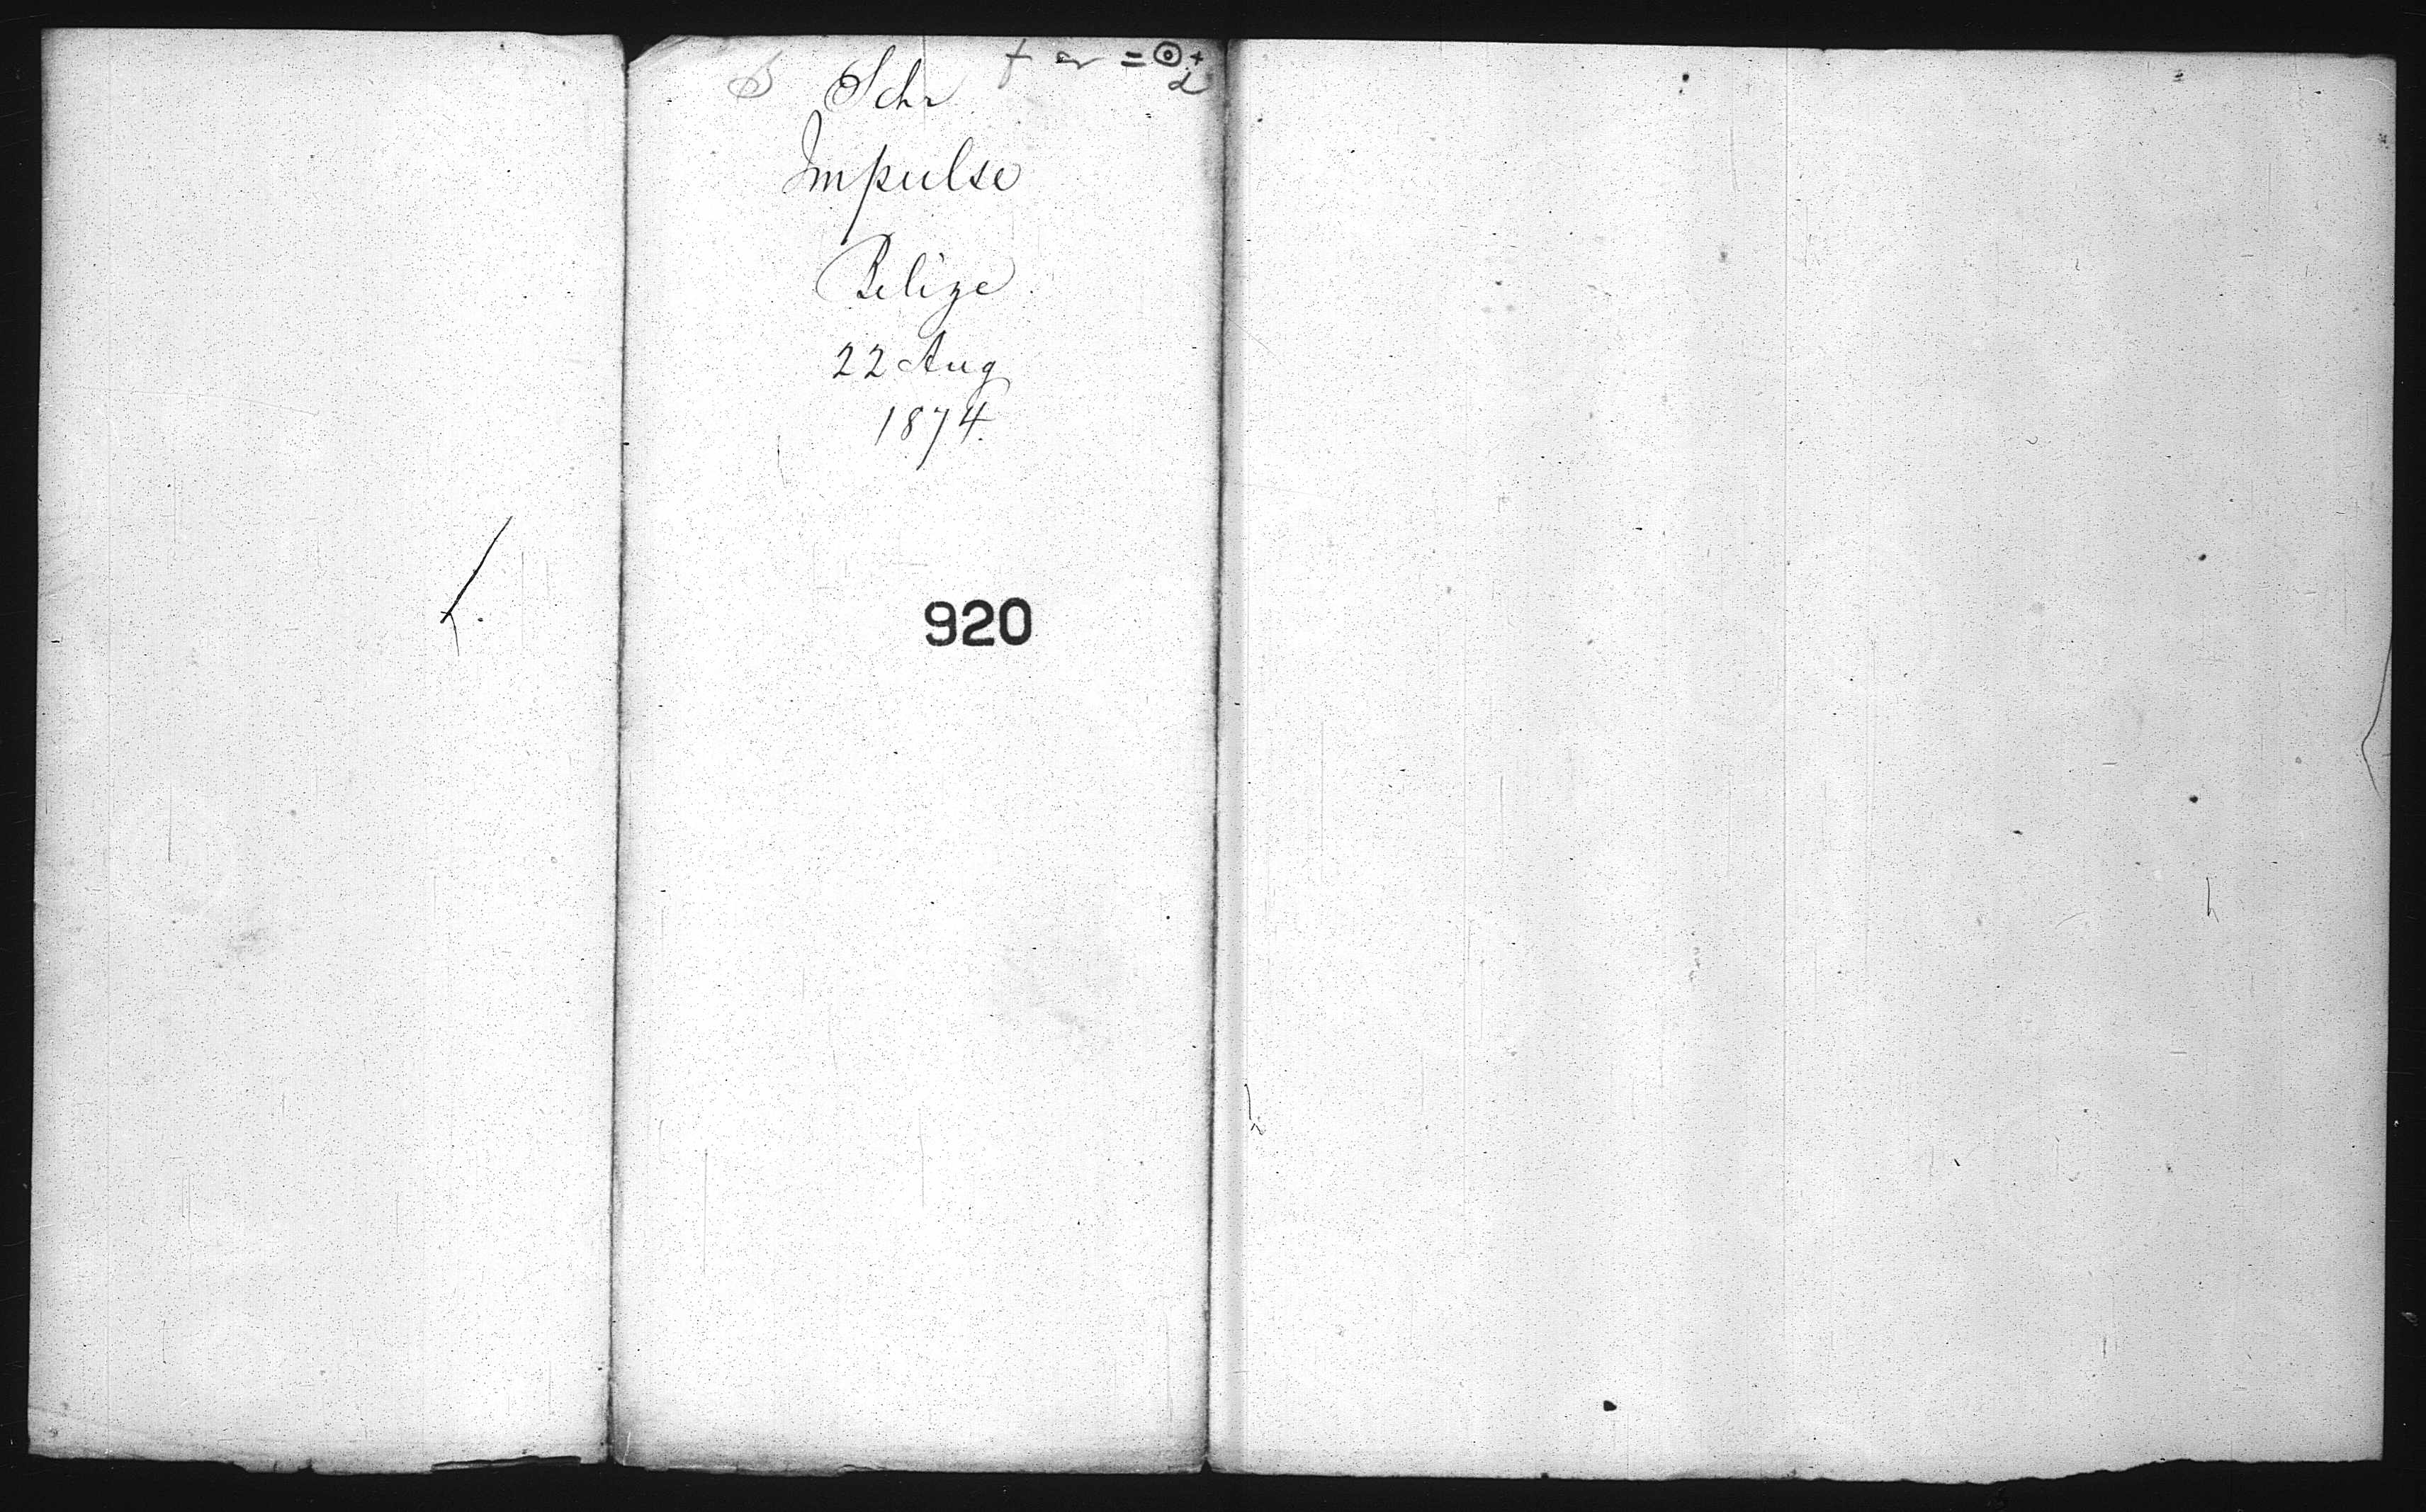 Schr
Impulse
Belize
22 Aug
1874.
920